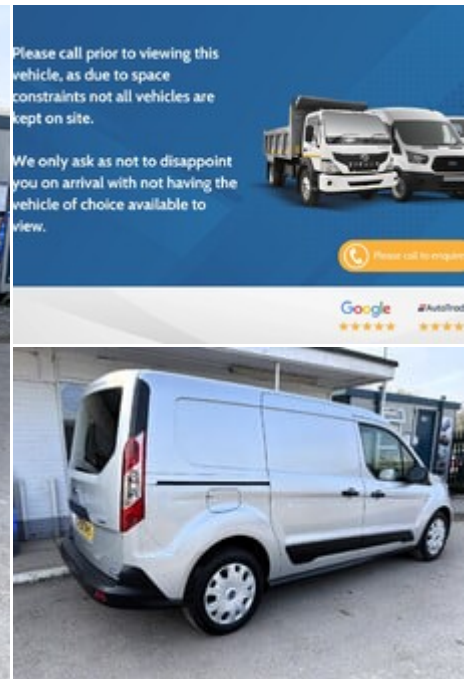 Please call prior to viewing this
vehicle, as due to space
constraints not all vehicles are
kept on site.
We only ask as not to disappoint
you on arrival with not having the
vehicle of choice available to
view.
Please call to enquire
Google
AutoTrad